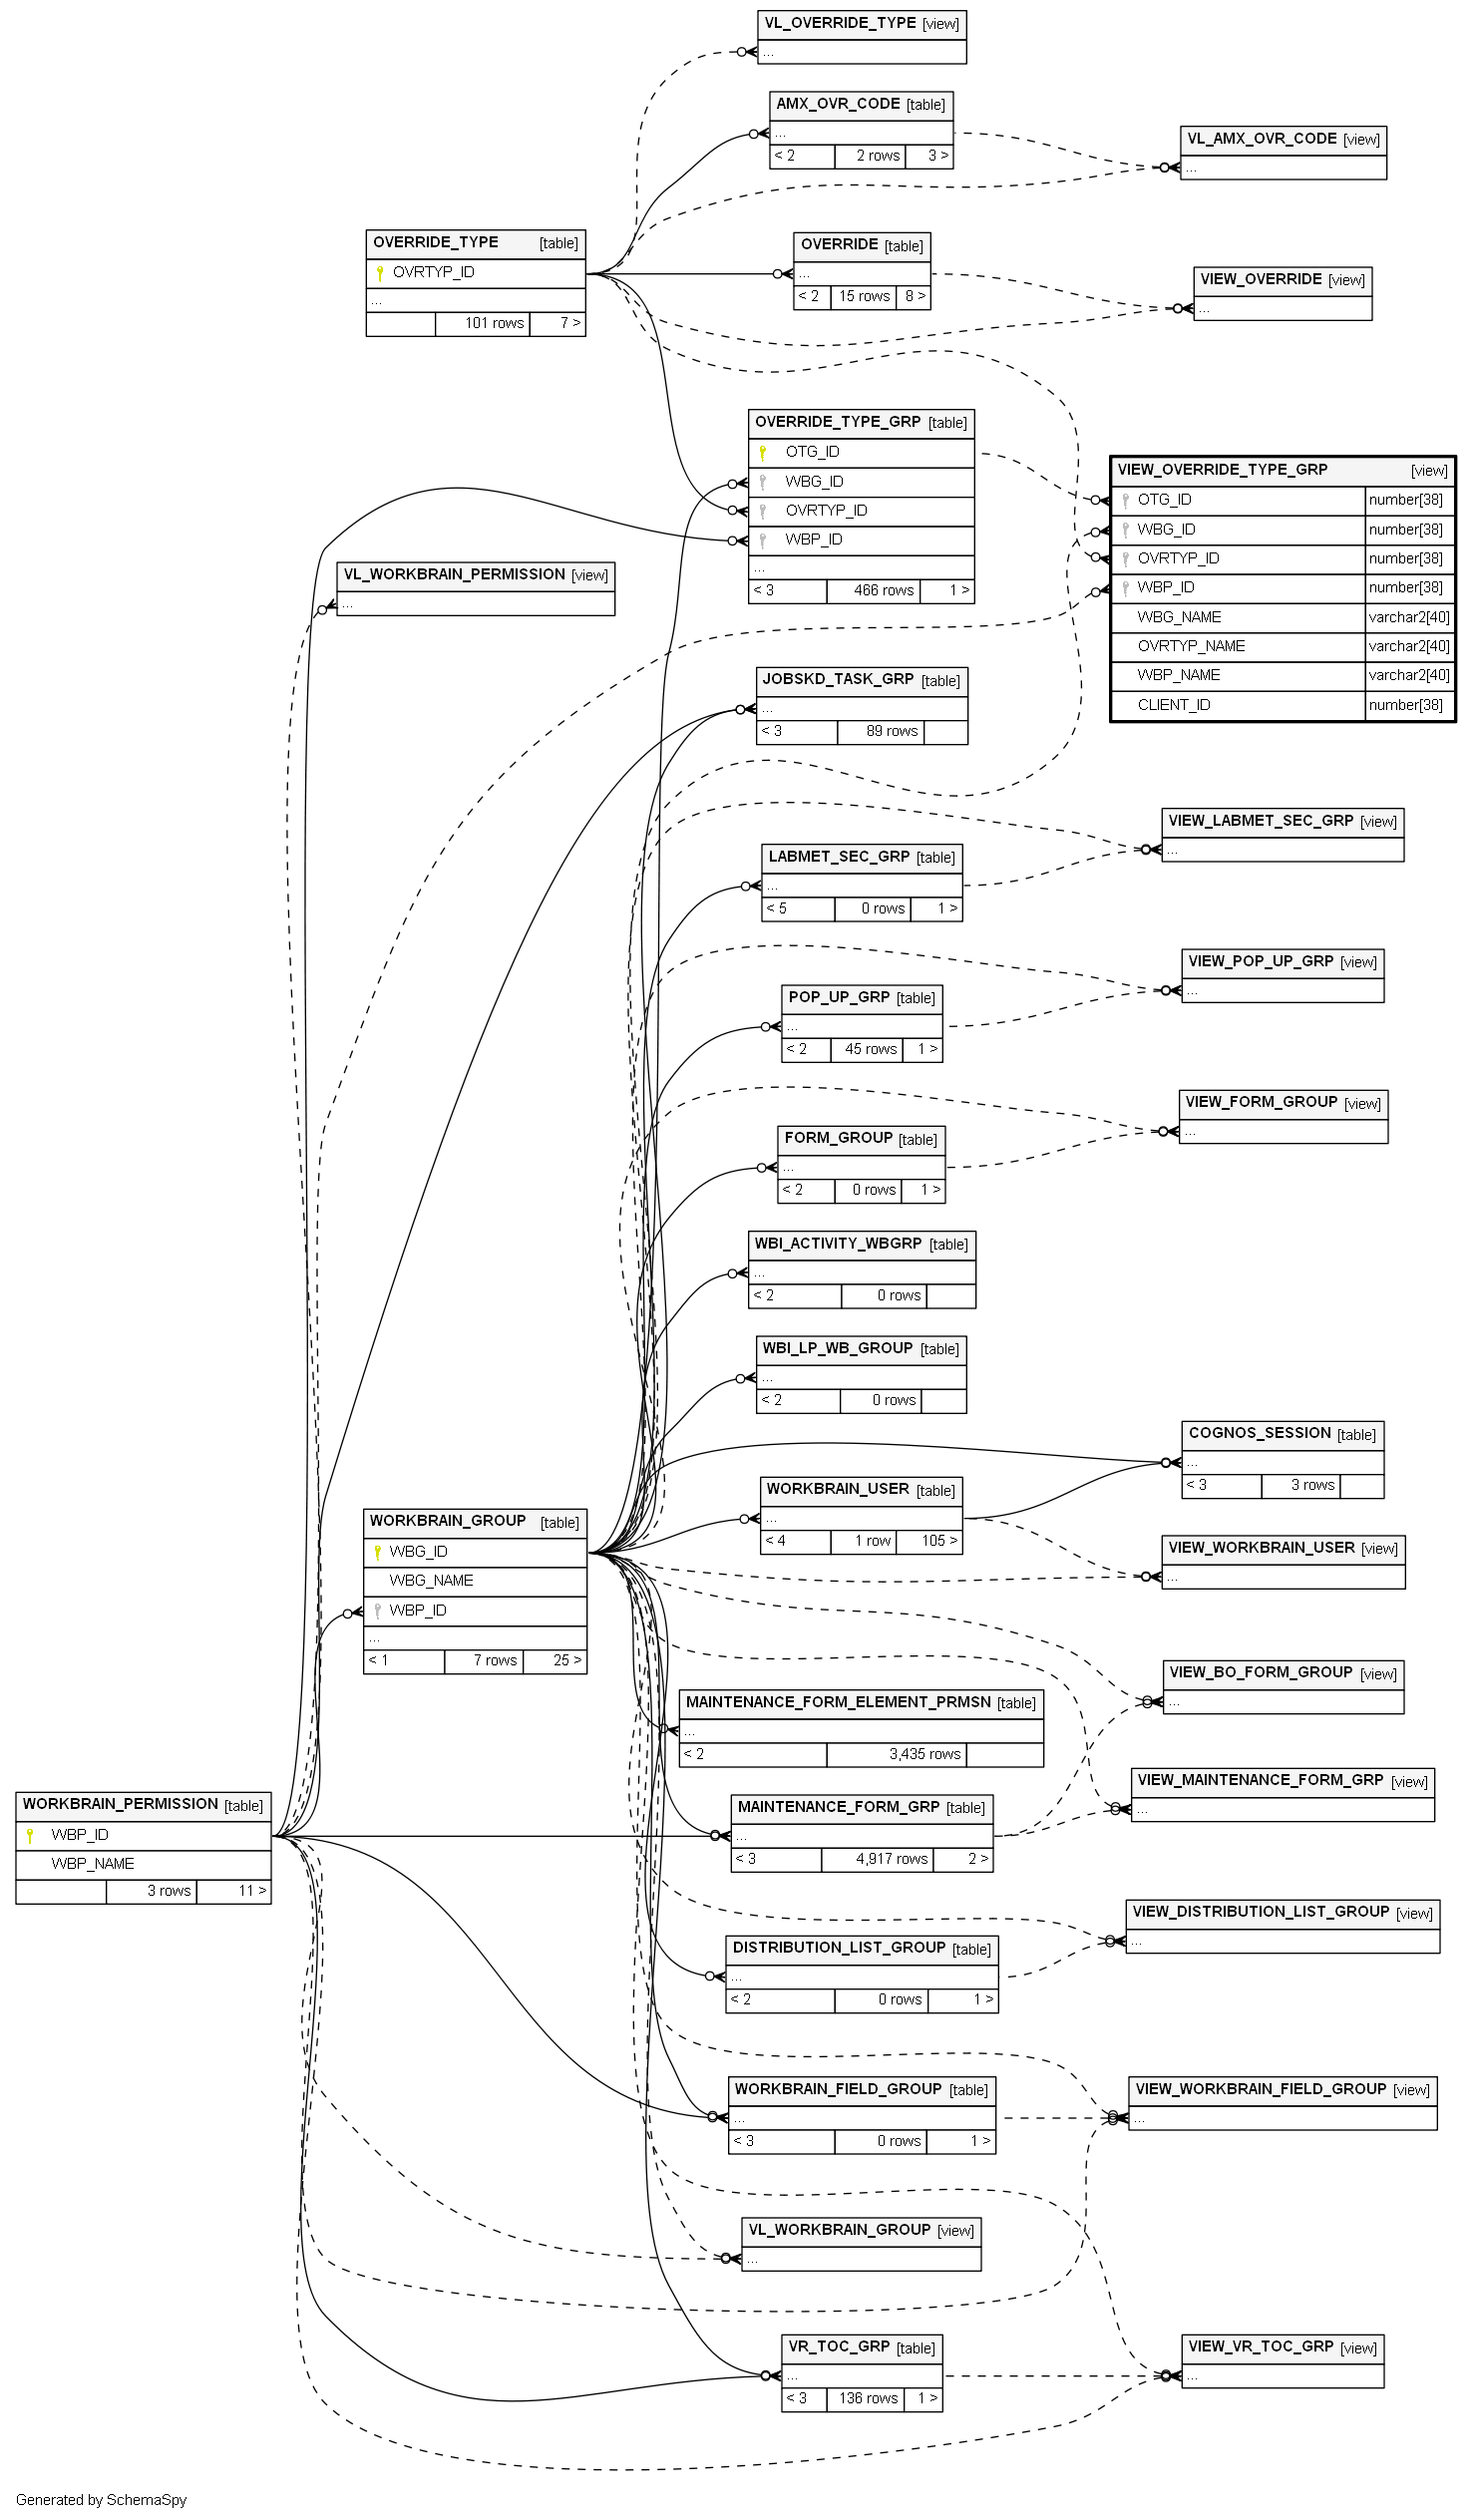 VL_OVERRIDE_TYPE [view]
...
AMX_OVR_CODE [table]
...
< 2 2 rows 3 >
VL_AMX_OVR_CODE [view]
...
OVERRIDE_TYPE [table]
OVRTYP_ID
...
101 rows 7 >
OVERRIDE [table]
...
< 2 15 rows 8 >
VIEW_OVERRIDE [view]
...
OVERRIDE_TYPE_GRP [table]
OTG_ID
WBG_ID
OVRTYP_ID
WBP_ID
...
< 3 466 rows 1 >
VIEW_OVERRIDE_TYPE_GRP [view]
OTG_ID number[38]
WBG_ID number[38]
OVRTYP_ID number[38]
WBP_ID number[38]
WBG_NAME varchar2[40]
OVRTYP_NAME varchar2[40]
WBP_NAME varchar2[40]
CLIENT_ID number[38]
VL_WORKBRAIN_PERMISSION [view]
...
JOBSKD_TASK_GRP [table]
...
< 3 89 rows
VIEW_LABMET_SEC_GRP [view]
...
LABMET_SEC_GRP [table]
...
< 5 0 rows 1 >
VIEW_POP_UP_GRP [view]
...
POP_UP_GRP [table]
...
< 2 45 rows 1 >
VIEW_FORM_GROUP [view]
...
FORM_GROUP [table]
...
< 2 0 rows 1 >
WBI_ACTIVITY_WBGRP [table]
...
< 2 0 rows
WBI_LP_WB_GROUP [table]
...
< 2 0 rows
COGNOS_SESSION [table]
...
< 3 3 rows
WORKBRAIN_USER [table]
...
< 4 1 row 105 >
WORKBRAIN_GROUP [table]
WBG_ID
WBG_NAME
WBP_ID
...
< 1 7 rows 25 >
VIEW_WORKBRAIN_USER [view]
...
VIEW_BO_FORM_GROUP [view]
...
MAINTENANCE_FORM_ELEMENT_PRMSN [table]
...
< 2 3,435 rows
VIEW_MAINTENANCE_FORM_GRP [view]
...
WORKBRAIN_PERMISSION [table]
WBP_ID
WBP_NAME
3 rows 11 >
MAINTENANCE_FORM_GRP [table]
...
< 3 4,917 rows 2 >
VIEW_DISTRIBUTION_LIST_GROUP [view]
...
DISTRIBUTION_LIST_GROUP [table]
...
< 2 0 rows 1 >
WORKBRAIN_FIELD_GROUP [table]
...
< 3 0 rows 1 >
VIEW_WORKBRAIN_FIELD_GROUP [view]
...
VL_WORKBRAIN_GROUP [view]
...
VR_TOC_GRP [table]
...
< 3 136 rows 1 >
VIEW_VR_TOC_GRP [view]
...
Generated by SchemaSpy